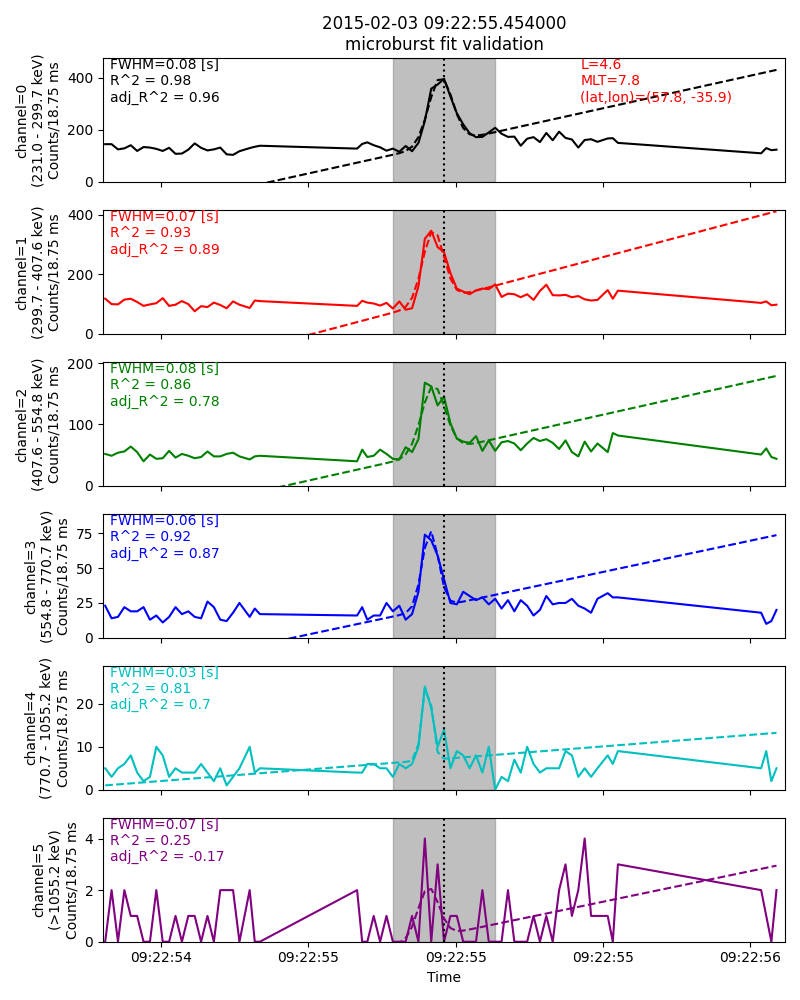 2015-02-03 09:22:55.454000
microburst fit validation
channel=0
(231.0 - 299.7 keV)
Counts/18.75 ms
400
200
0
FWHM=0.08 [s]
R^2 = 0.98
adj_R^2 = 0.96
L=4.6
MLT=7.8
(lat,lon)=(57.8, -35.9)
channel=1
(299.7 - 407.6 keV)
Counts/18.75 ms
400
200
0
FWHM=0.07 [s]
R^2 = 0.93
adj_R^2 = 0.89
channel=2
(407.6 - 554.8 keV)
Counts/18.75 ms
200
100
0
FWHM=0.08 [s]
R^2 = 0.86
adj_R^2 = 0.78
channel=3
(554.8 - 770.7 keV)
Counts/18.75 ms
75
50
25
0
FWHM=0.06 [s]
R^2 = 0.92
adj_R^2 = 0.87
channel=4
(770.7 - 1055.2 keV)
Counts/18.75 ms
20
10
0
FWHM=0.03 [s]
R^2 = 0.81
adj_R^2 = 0.7
channel=5
(>1055.2 keV)
Counts/18.75 ms
4
2
0
FWHM=0.07 [s]
R^2 = 0.25
adj_R^2 = -0.17
09:22:54 09:22:55 09:22:55 09:22:55 09:22:56
Time